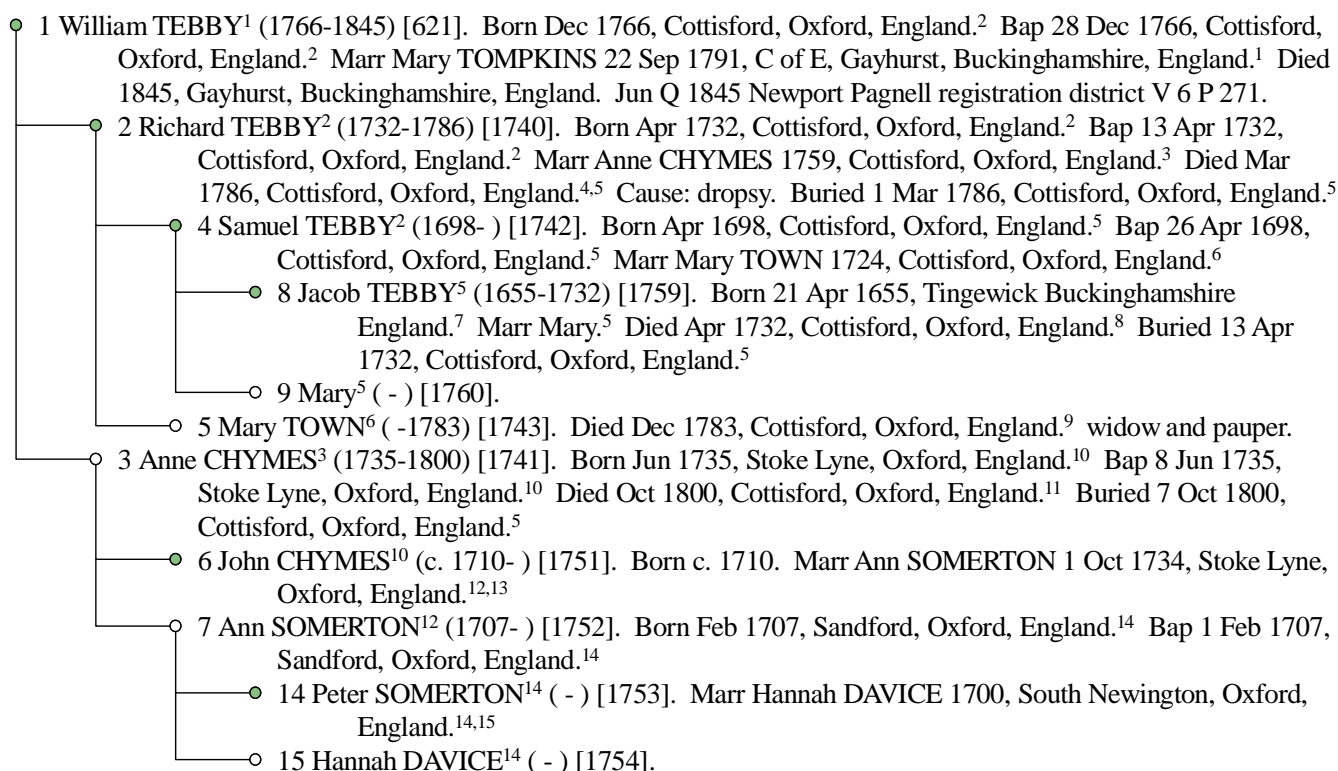 1 William TEBBY¹ (1766-1845) [621]. Born Dec 1766, Cottisford, Oxford, England.² Bap 28 Dec 1766, Cottisford,
Oxford, England.² Marr Mary TOMPKINS 22 Sep 1791, C of E, Gayhurst, Buckinghamshire, England.¹ Died
1845, Gayhurst, Buckinghamshire, England. Jun Q 1845 Newport Pagnell registration district V 6 P 271.
2 Richard TEBBY² (1732-1786) [1740]. Born Apr 1732, Cottisford, Oxford, England.² Bap 13 Apr 1732,
Cottisford, Oxford, England.² Marr Anne CHYMES 1759, Cottisford, Oxford, England.³ Died Mar
1786, Cottisford, Oxford, England.⁴,⁵ Cause: dropsy. Buried 1 Mar 1786, Cottisford, Oxford, England.⁵
4 Samuel TEBBY² (1698- ) [1742]. Born Apr 1698, Cottisford, Oxford, England.⁵ Bap 26 Apr 1698,
Cottisford, Oxford, England.⁵ Marr Mary TOWN 1724, Cottisford, Oxford, England.⁶
8 Jacob TEBBY⁵ (1655-1732) [1759]. Born 21 Apr 1655, Tingewick Buckinghamshire
England.⁷ Marr Mary.⁵ Died Apr 1732, Cottisford, Oxford, England.⁸ Buried 13 Apr
1732, Cottisford, Oxford, England.⁵
9 Mary⁵ ( - ) [1760].
5 Mary TOWN⁶ ( -1783) [1743]. Died Dec 1783, Cottisford, Oxford, England.⁹ widow and pauper.
3 Anne CHYMES³ (1735-1800) [1741]. Born Jun 1735, Stoke Lyne, Oxford, England.¹⁰ Bap 8 Jun 1735,
Stoke Lyne, Oxford, England.¹⁰ Died Oct 1800, Cottisford, Oxford, England.¹¹ Buried 7 Oct 1800,
Cottisford, Oxford, England.⁵
6 John CHYMES¹⁰ (c. 1710- ) [1751]. Born c. 1710. Marr Ann SOMERTON 1 Oct 1734, Stoke Lyne,
Oxford, England.¹²,¹³
7 Ann SOMERTON¹² (1707- ) [1752]. Born Feb 1707, Sandford, Oxford, England.¹⁴ Bap 1 Feb 1707,
Sandford, Oxford, England.¹⁴
14 Peter SOMERTON¹⁴ ( - ) [1753]. Marr Hannah DAVICE 1700, South Newington, Oxford,
England.¹⁴,¹⁵
15 Hannah DAVICE¹⁴ ( - ) [1754].